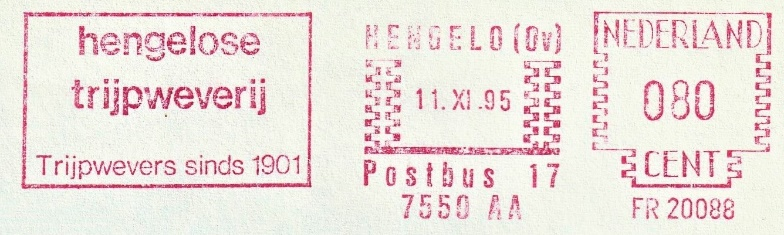 hengelose
trijpweverij
Trijpwevers sinds 1901
HENGELO (Ov)
11. XI .95
Postbus 17
7550 AA
NEDERLAND
080
CENT
FR 20088